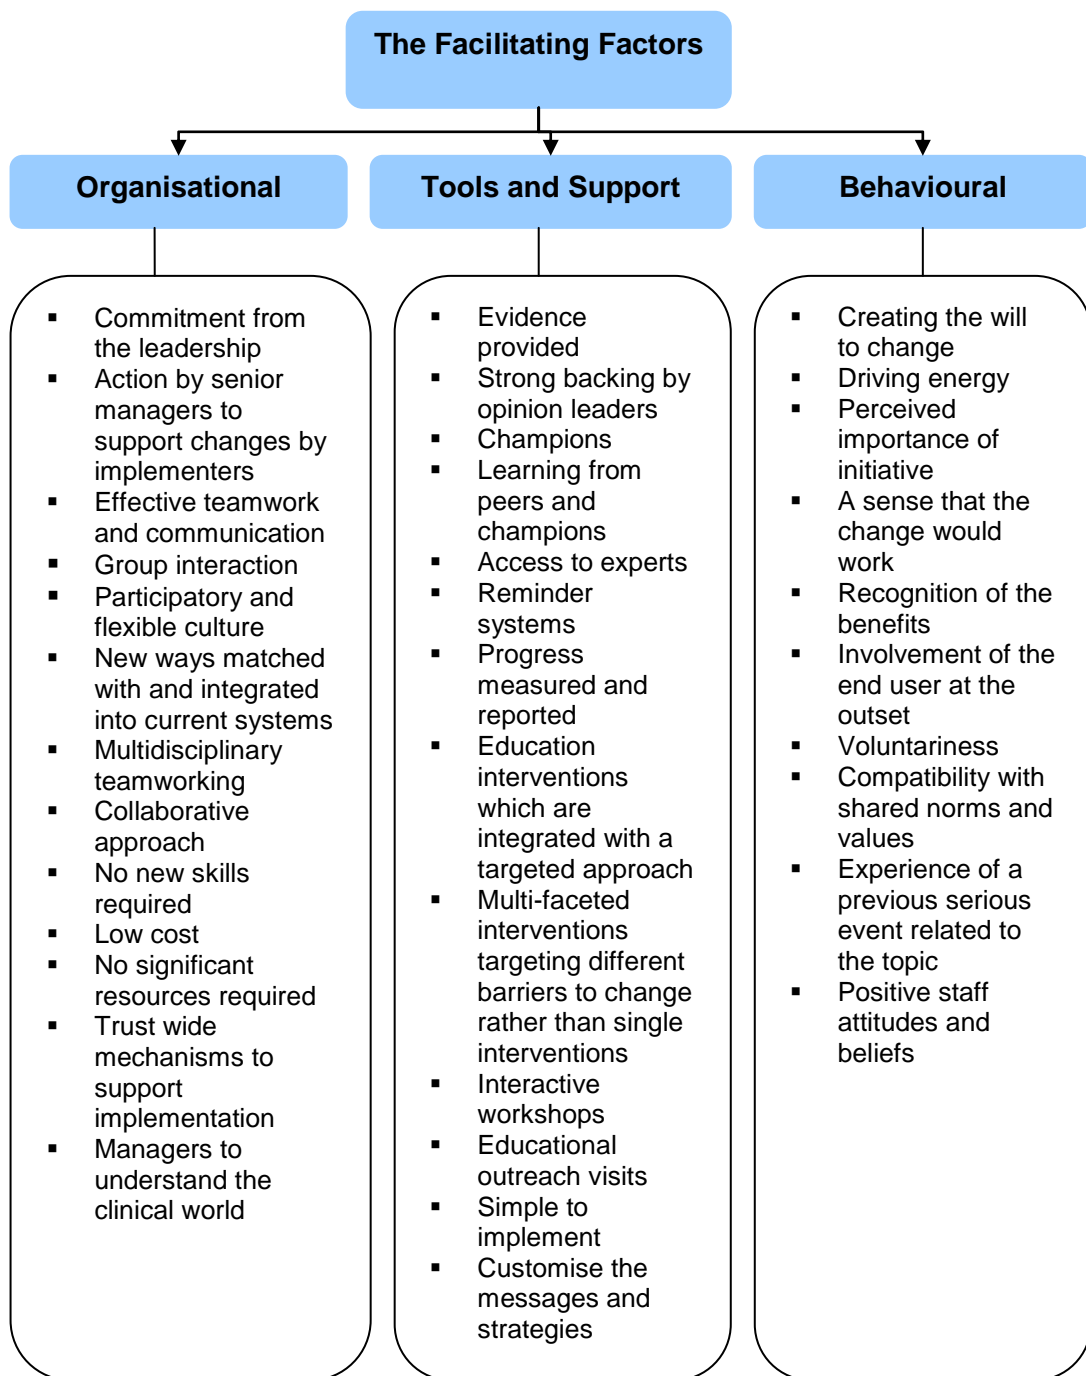 The Facilitating Factors
Organisational
Tools and Support
Behavioural
▪ Commitment from
the leadership
▪ Action by senior
managers to
support changes by
implementers
▪ Effective teamwork
and communication
▪ Group interaction
▪ Participatory and
flexible culture
▪ New ways matched
with and integrated
into current systems
▪ Multidisciplinary
teamworking
▪ Collaborative
approach
▪ No new skills
required
▪ Low cost
▪ No significant
resources required
▪ Trust wide
mechanisms to
support
implementation
▪ Managers to
understand the
clinical world
▪ Evidence
provided
▪ Strong backing by
opinion leaders
▪ Champions
▪ Learning from
peers and
champions
▪ Access to experts
▪ Reminder
systems
▪ Progress
measured and
reported
▪ Education
interventions
which are
integrated with a
targeted approach
▪ Multi-faceted
interventions
targeting different
barriers to change
rather than single
interventions
▪ Interactive
workshops
▪ Educational
outreach visits
▪ Simple to
implement
▪ Customise the
messages and
strategies
▪ Creating the will
to change
▪ Driving energy
▪ Perceived
importance of
initiative
▪ A sense that the
change would
work
▪ Recognition of the
benefits
▪ Involvement of the
end user at the
outset
▪ Voluntariness
▪ Compatibility with
shared norms and
values
▪ Experience of a
previous serious
event related to
the topic
▪ Positive staff
attitudes and
beliefs